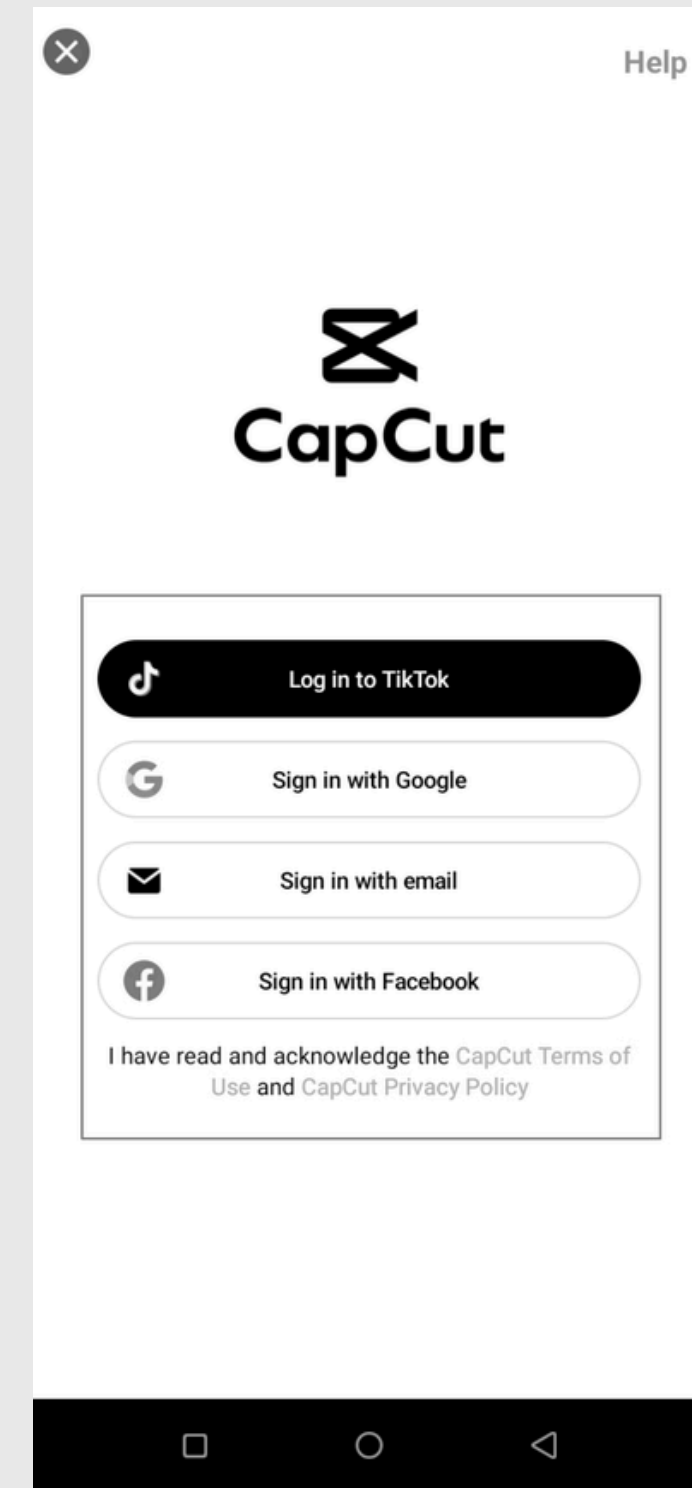 Help
CapCut
Log in to TikTok
Sign in with Google
Sign in with email
Sign in with Facebook
I have read and acknowledge the CapCut Terms of
Use and CapCut Privacy Policy